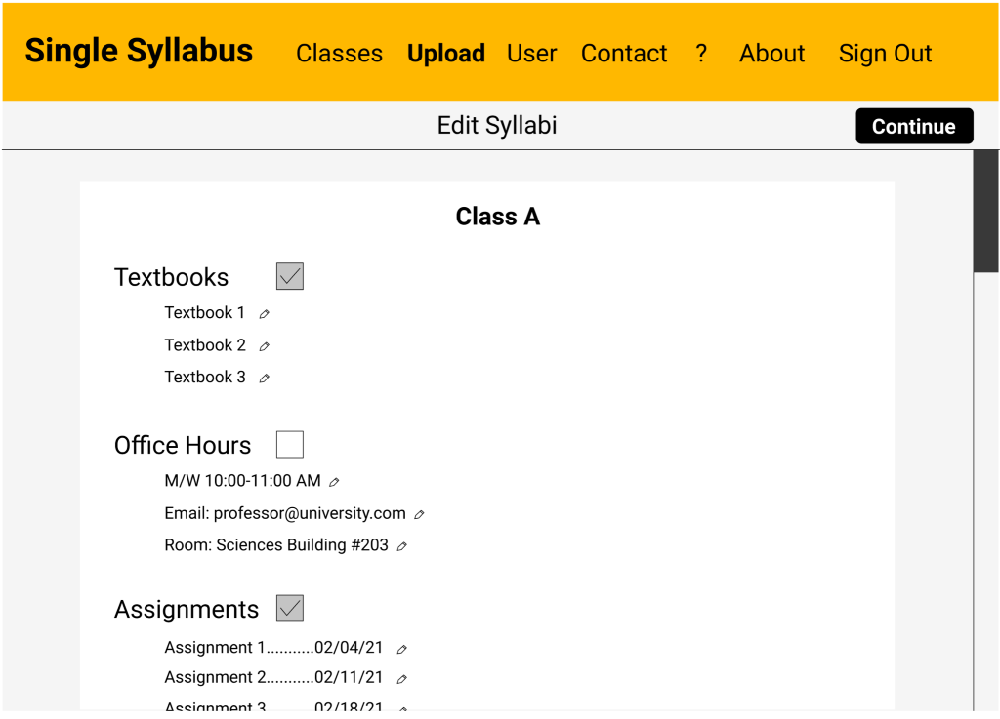 Single Syllabus Classes Upload User Contact ? About Sign Out
Edit Syllabi Continue
Class A
Textbooks
Textbook 1
Textbook 2
Textbook 3
Office Hours
M/W 10:00-11:00 AM
Email: professor@university.com
Room: Sciences Building #203
Assignments
Assignment 1...........02/04/21
Assignment 2...........02/11/21
Assignment 3 02/18/21